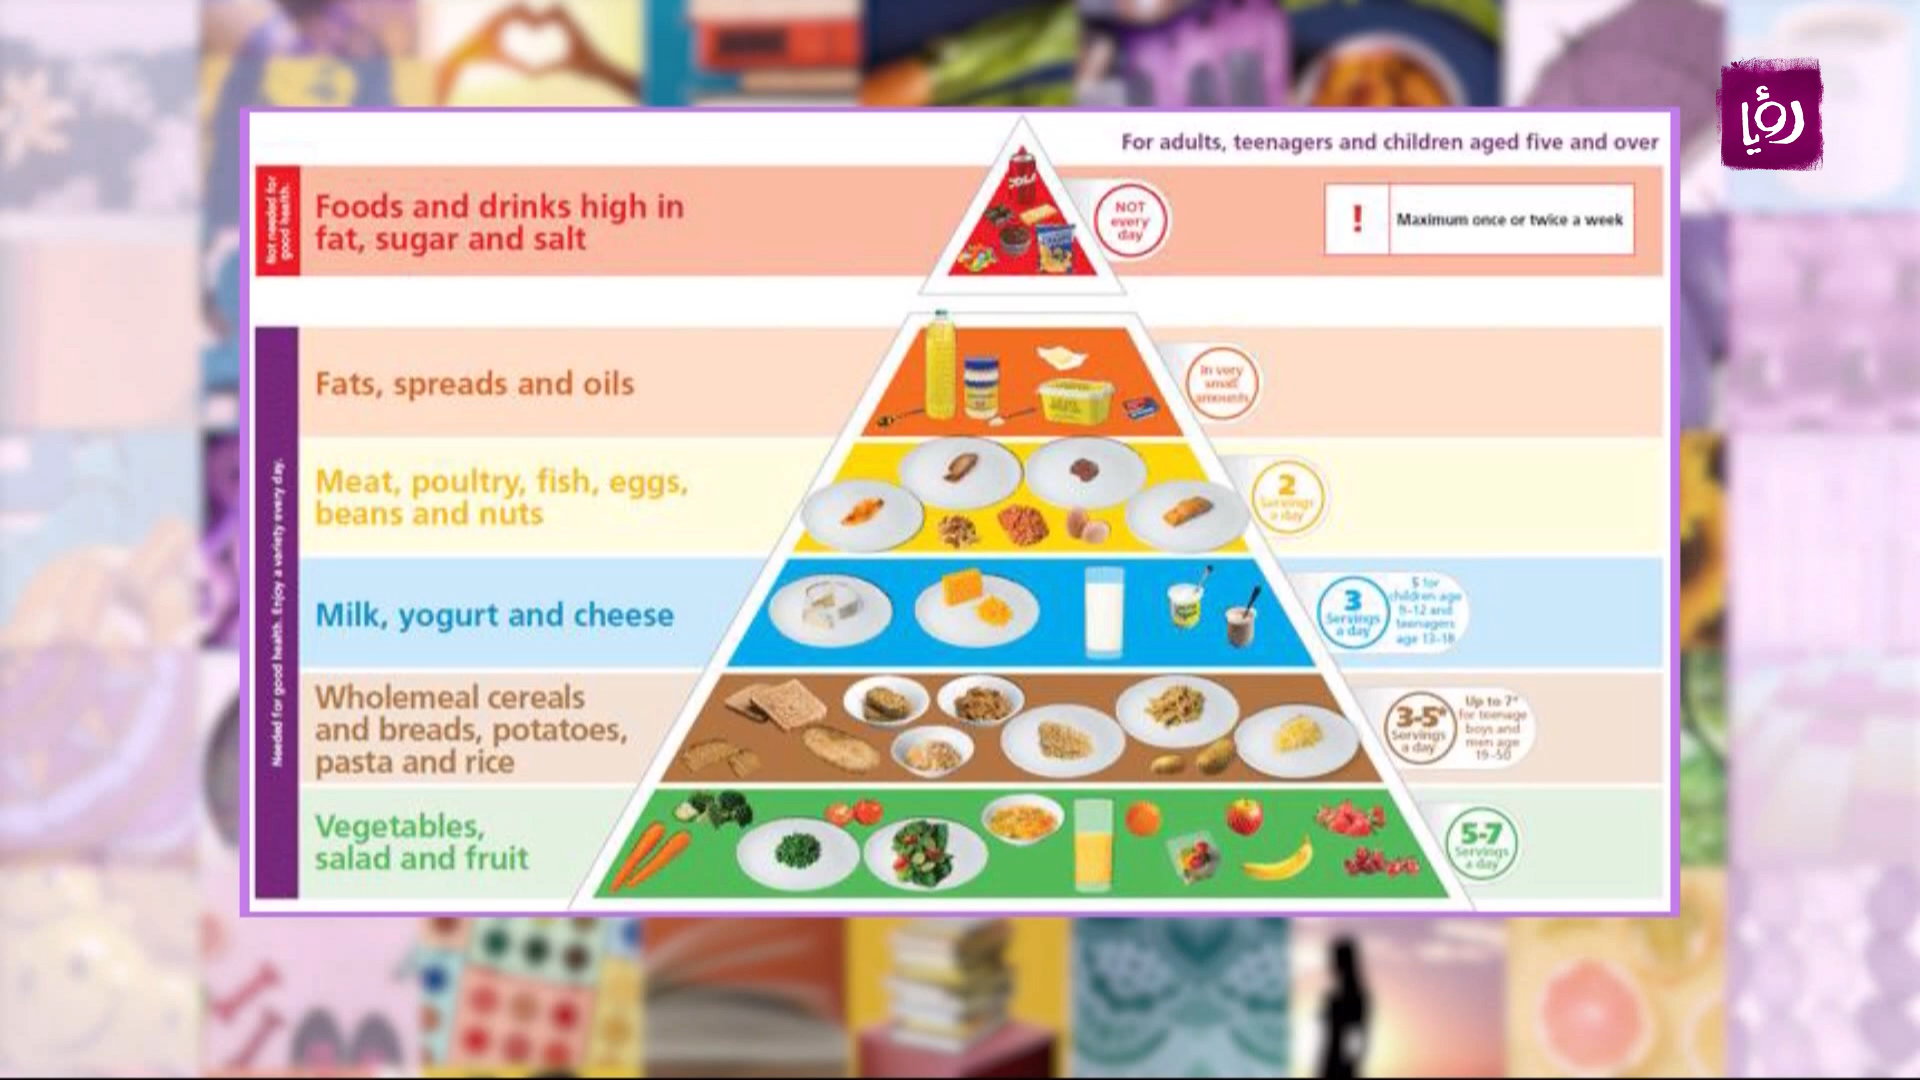 رؤيا
For adults, teenagers and children aged five and over
Not needed for
good health.
Foods and drinks high in
fat, sugar and salt
NOT
every
day
!
Maximum once or twice a week
Needed for good health. Enjoy a variety every day.
Fats, spreads and oils
In very
small
amounts
Meat, poultry, fish, eggs,
beans and nuts
2
Servings
a day
Milk, yogurt and cheese
3
Servings
a day
5 for
children age
9-12 and
teenagers
age 13-18
Wholemeal cereals
and breads, potatoes,
pasta and rice
3-5*
Servings
a day
Up to 7*
for teenage
boys and
men age
19-50
Vegetables,
salad and fruit
5-7
Servings
a day